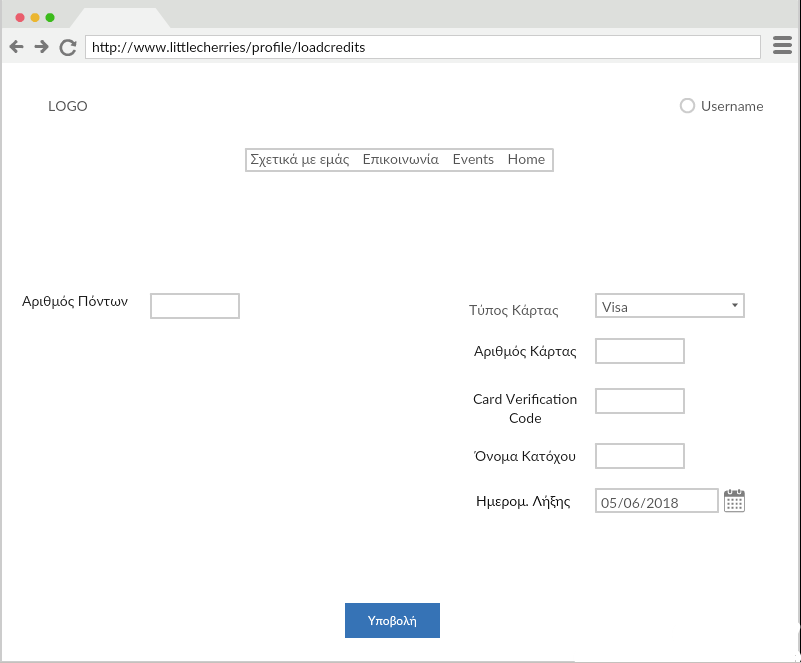 http://www.littlecherries/profile/loadcredits
LOGO
Username
Σχετικά με εμάς Επικοινωνία Events Home
Αριθμός Πόντων
Τύπος Κάρτας Visa
Αριθμός Κάρτας
Card Verification
Code
Όνομα Κατόχου
Ημερομ. Λήξης 05/06/2018
Υποβολή